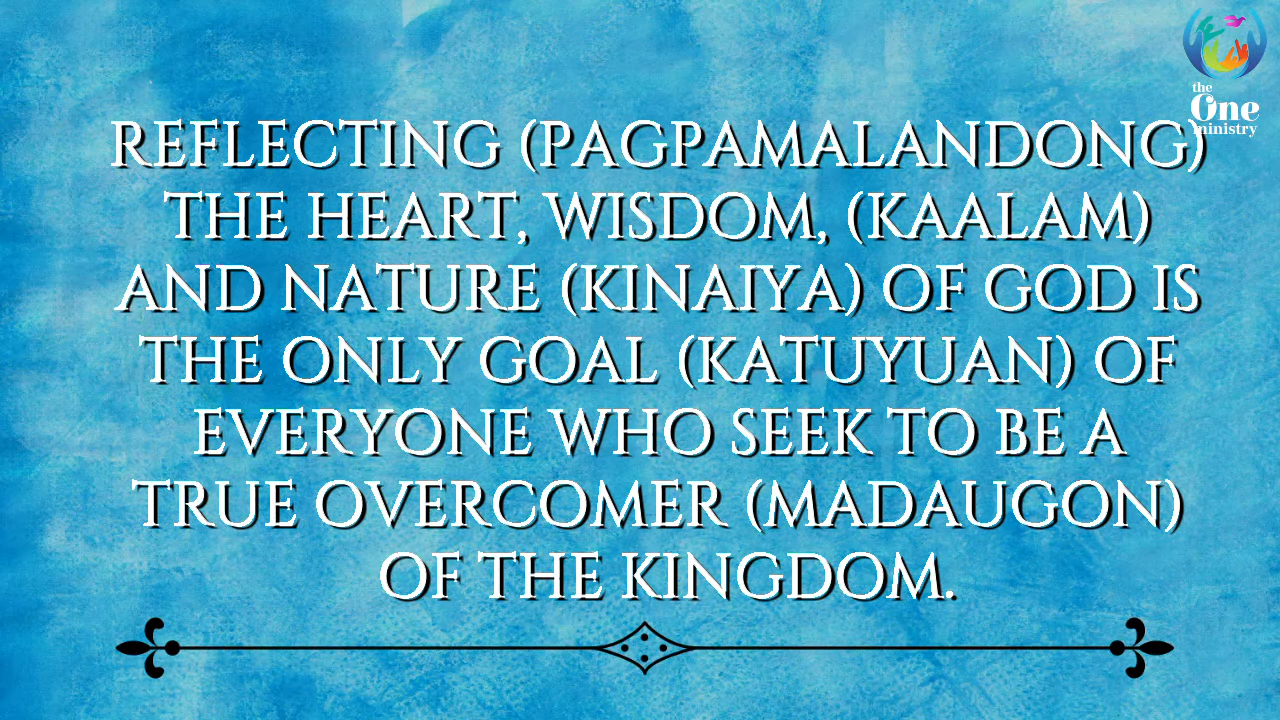 the
One
ministry
REFLECTING (PAGPAMALANDONG)
THE HEART, WISDOM, (KAALAM)
AND NATURE (KINAIYA) OF GOD IS
THE ONLY GOAL (KATUYUAN) OF
EVERYONE WHO SEEK TO BE A
TRUE OVERCOMER (MADAUGON)
OF THE KINGDOM.